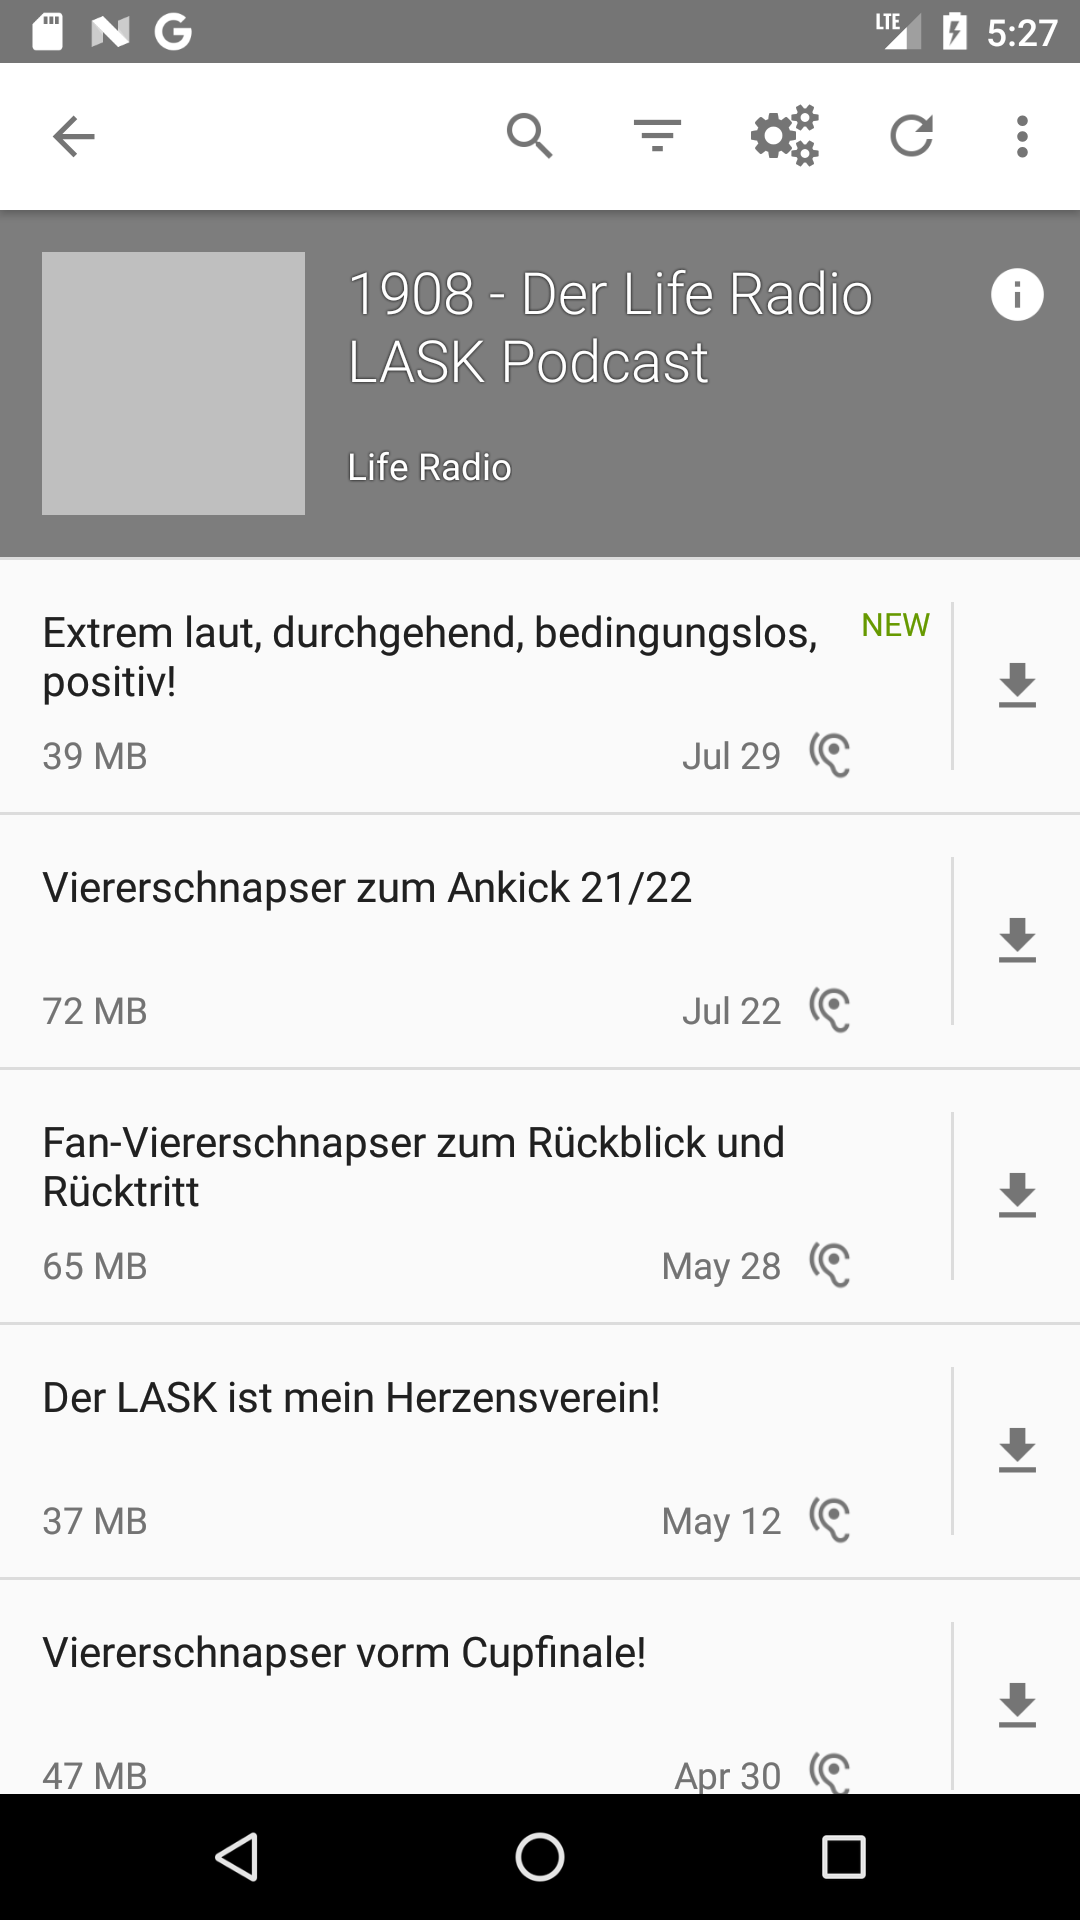 LTE 5:27
1908 - Der Life Radio
LASK Podcast
Life Radio
Extrem laut, durchgehend, bedingungslos,
positiv!
NEW
39 MB
Jul 29
Viererschnapser zum Ankick 21/22
72 MB
Jul 22
Fan-Viererschnapser zum Rückblick und
Rücktritt
65 MB
May 28
Der LASK ist mein Herzensverein!
37 MB
May 12
Viererschnapser vorm Cupfinale!
47 MB
Apr 30